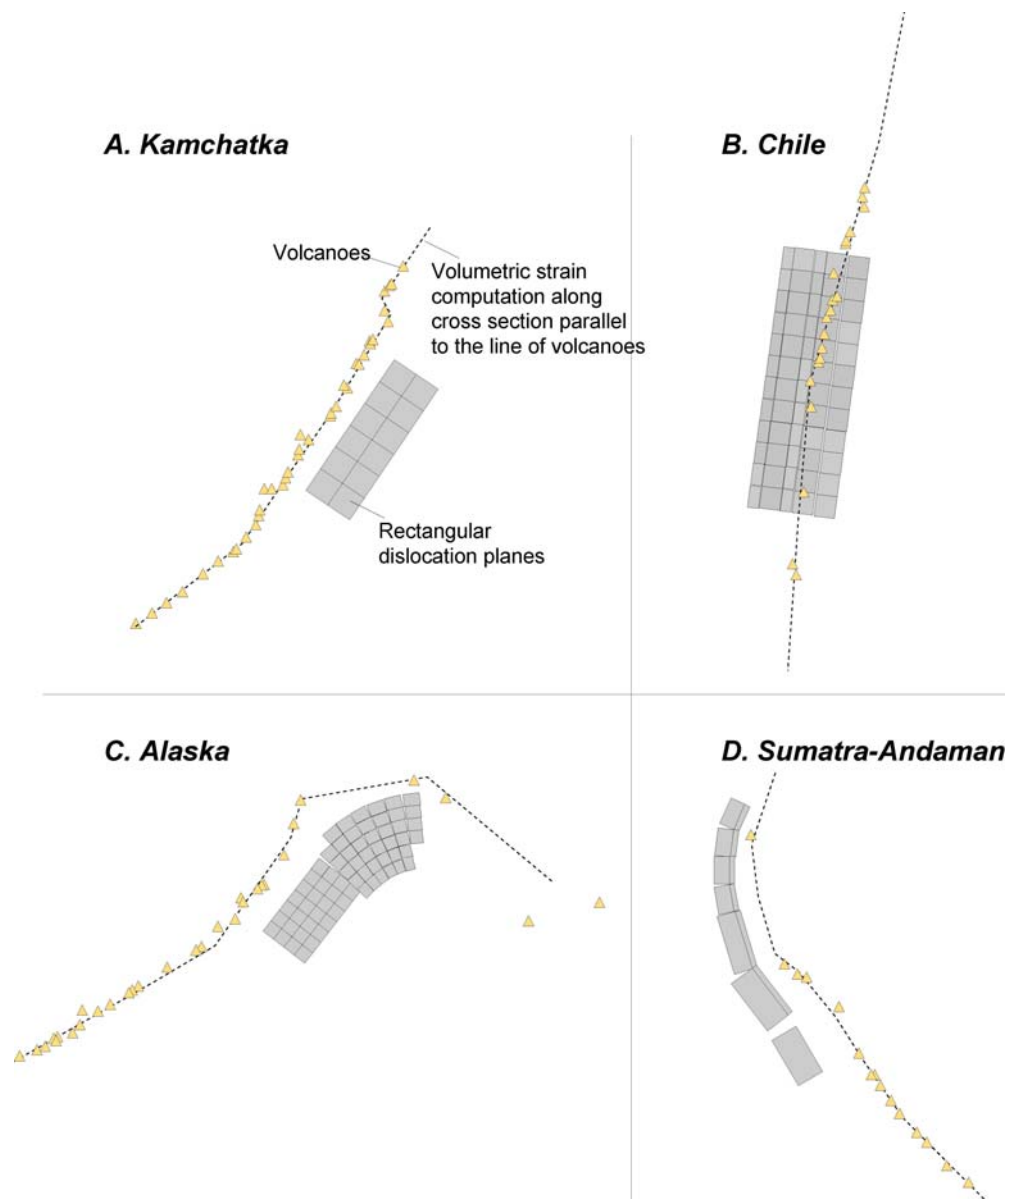 A. Kamchatka
B. Chile
Volcanoes
Volumetric strain
computation along
cross section parallel
to the line of volcanoes
Rectangular
dislocation planes
C. Alaska
D. Sumatra-Andaman